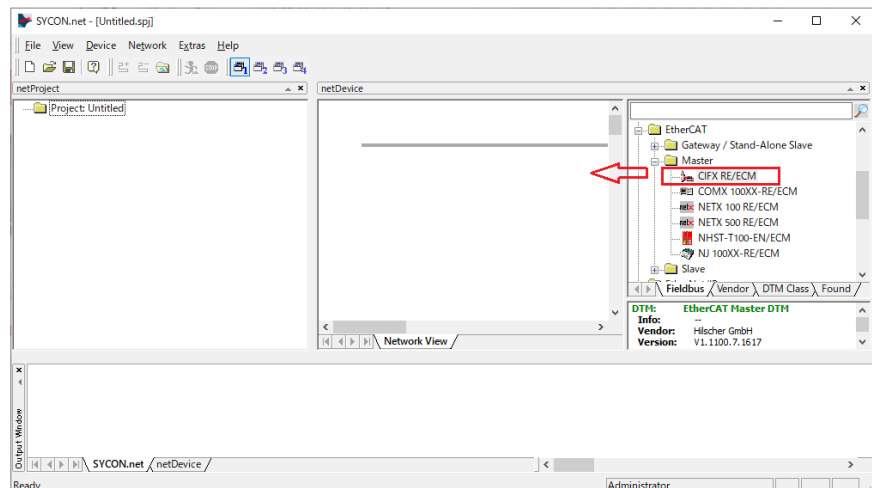 SYCON.net - [Untitled.spj]
File View Device Network Extras Help
netProject
netDevice
Project: Untitled
EtherCAT
Gateway / Stand-Alone Slave
Master
CIFX RE/ECM
COMX 100XX-RE/ECM
NETX 100 RE/ECM
NETX 500 RE/ECM
NHST-T100-EN/ECM
NJ 100XX-RE/ECM
Slave
Fieldbus Vendor DTM Class Found
DTM: EtherCAT Master DTM
Info: --
Vendor: Hilscher GmbH
Version: V1.1100.7.1617
Network View
Output Window
SYCON.net netDevice
Ready
Administrator